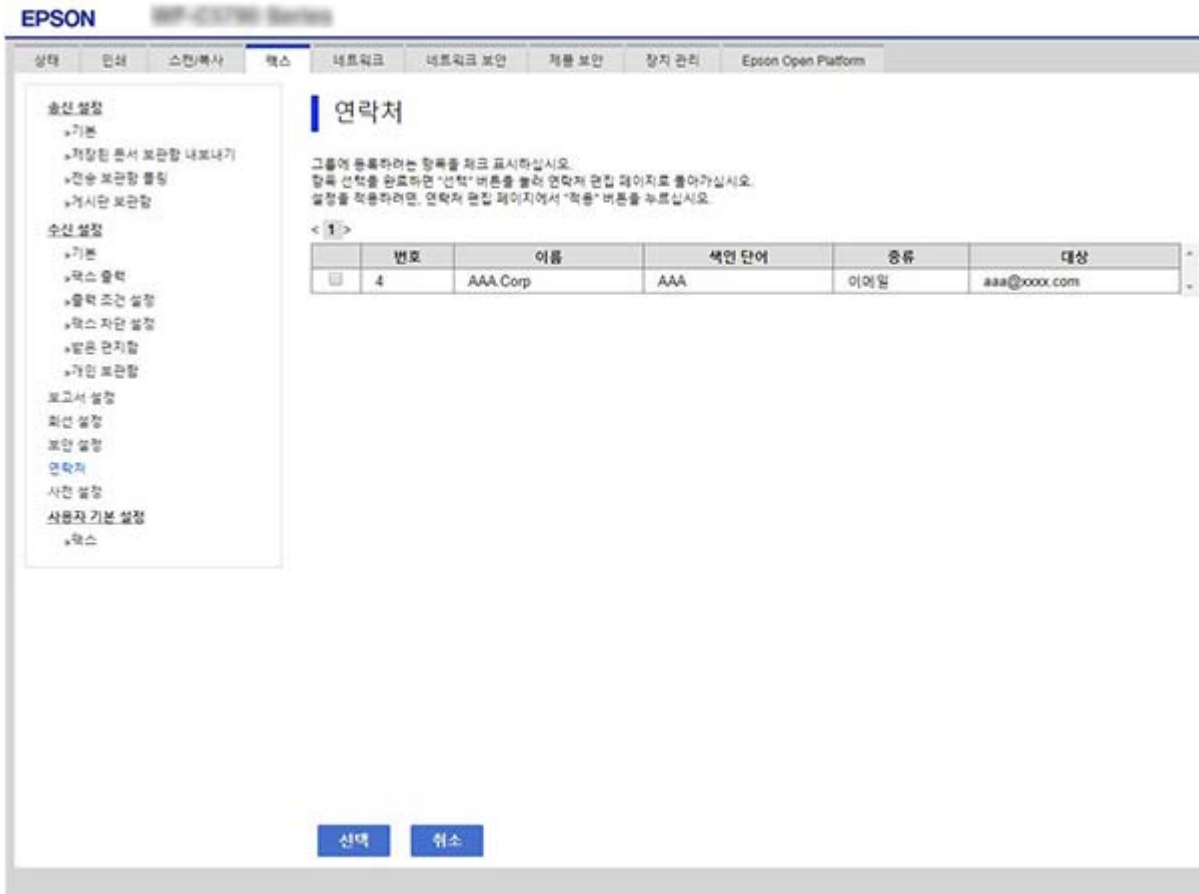 EPSON
상태 인쇄 스캔/복사 팩스 네트워크 네트워크 보안 제품 보안 장치 관리 Epson Open Platform
송신 설정
»기본
»저장된 문서 보관함 내보내기
»전송 보관함 폴링
»게시판 보관함
수신 설정
»기본
»팩스 출력
»출력 조건 설정
»팩스 차단 설정
»받은 편지함
»개인 보관함
보고서 설정
회선 설정
보안 설정
연락처
사전 설정
사용자 기본 설정
»팩스
연락처
그룹에 등록하려는 항목을 체크 표시하십시오.
항목 선택을 완료하면 "선택" 버튼을 눌러 연락처 편집 페이지로 돌아가십시오.
설정을 적용하려면, 연락처 편집 페이지에서 "적용" 버튼을 누르십시오.
< 1 >
번호 이름 색인 단어 종류 대상
4 AAA.Corp AAA 이메일 aaa@xxxx.com
선택 취소